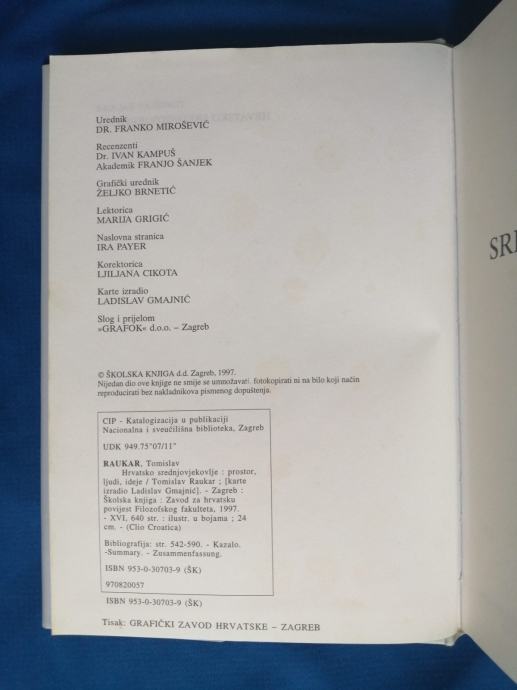 Urednik
DR. FRANKO MIROŠEVIĆ
Recenzenti
Dr. IVAN KAMPUŠ
Akademik FRANJO ŠANJEK
Grafički urednik
ŽELJKO BRNETIĆ
Lektorica
MARIJA GRIGIĆ
Naslovna stranica
IRA PAYER
Korektorica
LJILJANA CIKOTA
Karte izradio
LADISLAV GMAJNIĆ
Slog i prijelom
»GRAFOK« d.o.o. – Zagreb
© ŠKOLSKA KNJIGA d.d. Zagreb, 1997.
Nijedan dio ove knjige ne smije se umnožavati, fotokopirati ni na bilo koji način
reproducirati bez nakladnikova pismenog dopuštenja.
CIP - Katalogizacija u publikaciji
Nacionalna i sveučilišna biblioteka, Zagreb
UDK 949.75"07/11"
RAUKAR, Tomislav
Hrvatsko srednjovjekovlje : prostor,
ljudi, ideje / Tomislav Raukar ; [karte
izradio Ladislav Gmajnić]. - Zagreb :
Školska knjiga : Zavod za hrvatsku
povijest Filozofskog fakulteta, 1997.
- XVI, 640 str. : ilustr. u bojama ; 24
cm. - (Clio Croatica)
Bibliografija: str. 542-590. - Kazalo.
-Summary. - Zusammenfassung.
ISBN 953-0-30703-9 (ŠK)
970820057
ISBN 953-0-30703-9 (ŠK)
Tisak: GRAFIČKI ZAVOD HRVATSKE – ZAGREB